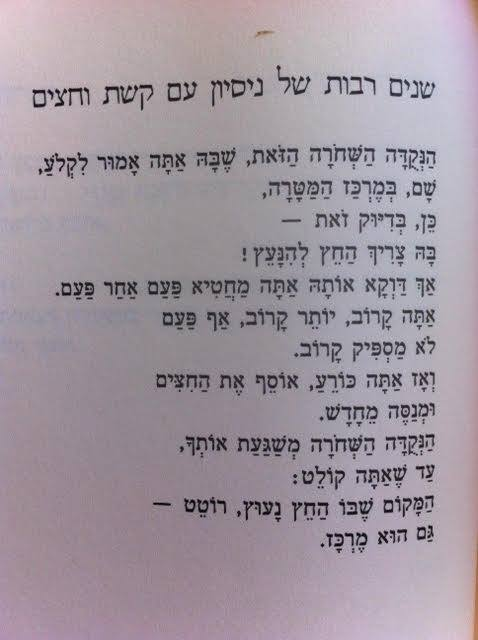 שנים רבות של ניסיון עם קשת וחצים
הַנְּקֻדָּה הַשְּׁחֹרָה הַזֹּאת, שֶׁבָּהּ אַתָּה אָמוּר לִקְלֹעַ,
שָׁם, בְּמֶרְכַּז הַמַּטָּרָה,
כֵּן, בְּדִיּוּק זֹאת —
בָּהּ צָרִיךְ הַחֵץ לְהִנָּעֵץ!
אַךְ דַּוְקָא אוֹתָהּ אַתָּה מַחֲטִיא פַּעַם אַחַר פַּעַם.
אַתָּה קָרוֹב, יוֹתֵר קָרוֹב, אַף פַּעַם
לֹא מַסְפִּיק קָרוֹב.
וְאָז אַתָּה כּוֹרֵעַ, אוֹסֵף אֶת הַחִצִּים
וּמְנַסֶּה מֵחָדָשׁ.
הַנְּקֻדָּה הַשְּׁחֹרָה מְשַׁגַּעַת אוֹתְךָ,
עַד שֶׁאַתָּה קוֹלֵט:
הַמָּקוֹם שֶׁבּוֹ הַחֵץ נָעוּץ, רוֹטֵט —
גַּם הוּא מֶרְכָּז.